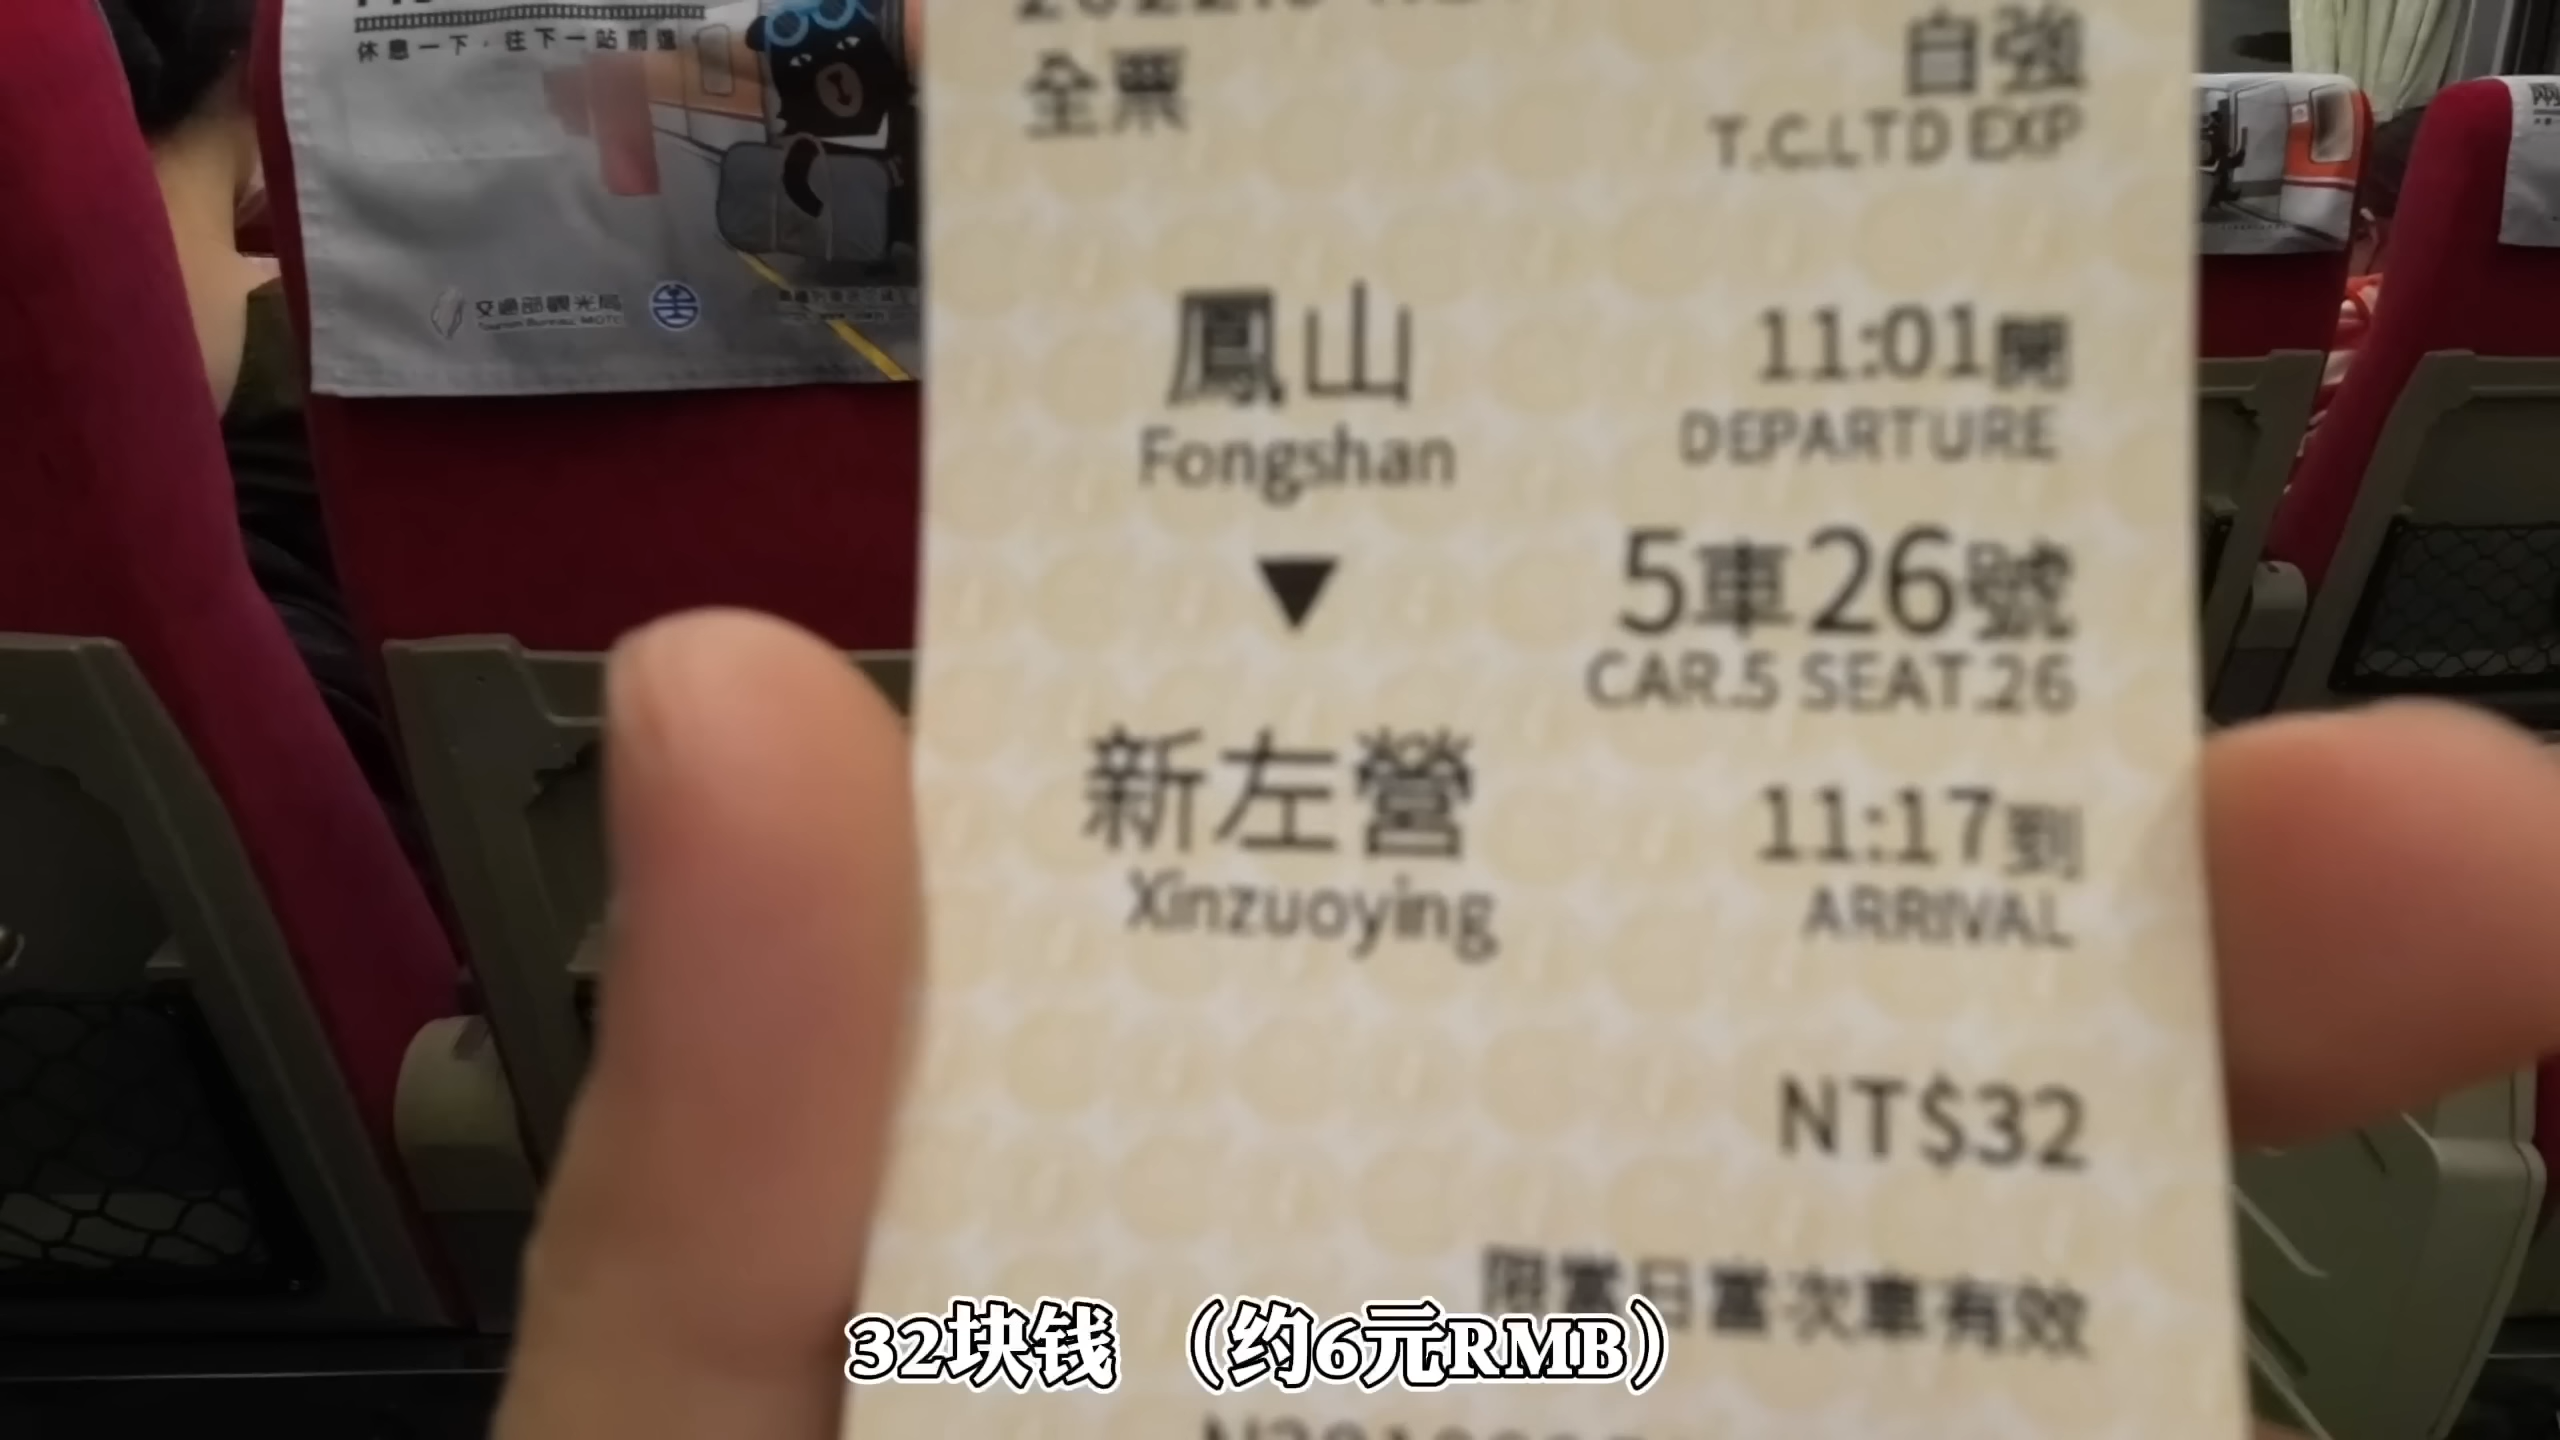 休息一下，往下一站前進
交通部觀光局
Tourism Bureau, MOTC
全票
自強
T.C.LTD EXP
鳳山
Fongshan
11:01開
DEPARTURE
▼
5車26號
CAR.5 SEAT.26
新左營
Xinzuoying
11:17到
ARRIVAL
NT$32
限當日當次車有效
32块钱 （约6元RMB）